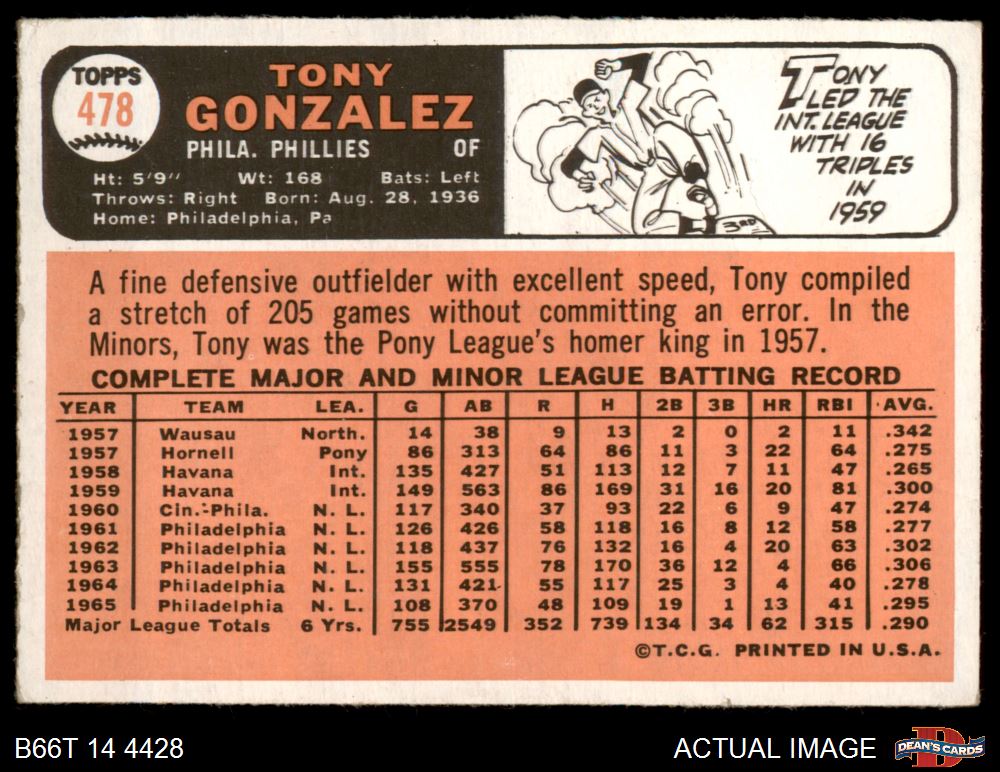 TOPPS
478
TONY
GONZALEZ
PHILA. PHILLIES OF
Ht: 5'9" Wt: 168 Bats: Left
Throws: Right Born: Aug. 28, 1936
Home: Philadelphia, Pa
TONY
LED THE
INT. LEAGUE
WITH 16
TRIPLES
IN
1959
3RD
A fine defensive outfielder with excellent speed, Tony compiled
a stretch of 205 games without committing an error. In the
Minors, Tony was the Pony League's homer king in 1957.
COMPLETE MAJOR AND MINOR LEAGUE BATTING RECORD
YEAR TEAM LEA. G AB R H 2B 3B HR RBI AVG.
1957 Wausau North. 14 38 9 13 2 0 2 11 .342
1957 Hornell Pony 86 313 64 86 11 3 22 64 .275
1958 Havana Int. 135 427 51 113 12 7 11 47 .265
1959 Havana Int. 149 563 86 169 31 16 20 81 .300
1960 Cin.-Phila. N. L. 117 340 37 93 22 6 9 47 .274
1961 Philadelphia N. L. 126 426 58 118 16 8 12 58 .277
1962 Philadelphia N. L. 118 437 76 132 16 4 20 63 .302
1963 Philadelphia N. L. 155 555 78 170 36 12 4 66 .306
1964 Philadelphia N. L. 131 421 55 117 25 3 4 40 .278
1965 Philadelphia N. L. 108 370 48 109 19 1 13 41 .295
Major League Totals 6 Yrs. 755 2549 352 739 134 34 62 315 .290
©T.C.G. PRINTED IN U.S.A.
B66T 14 4428 ACTUAL IMAGE
D
DEAN'S CARDS